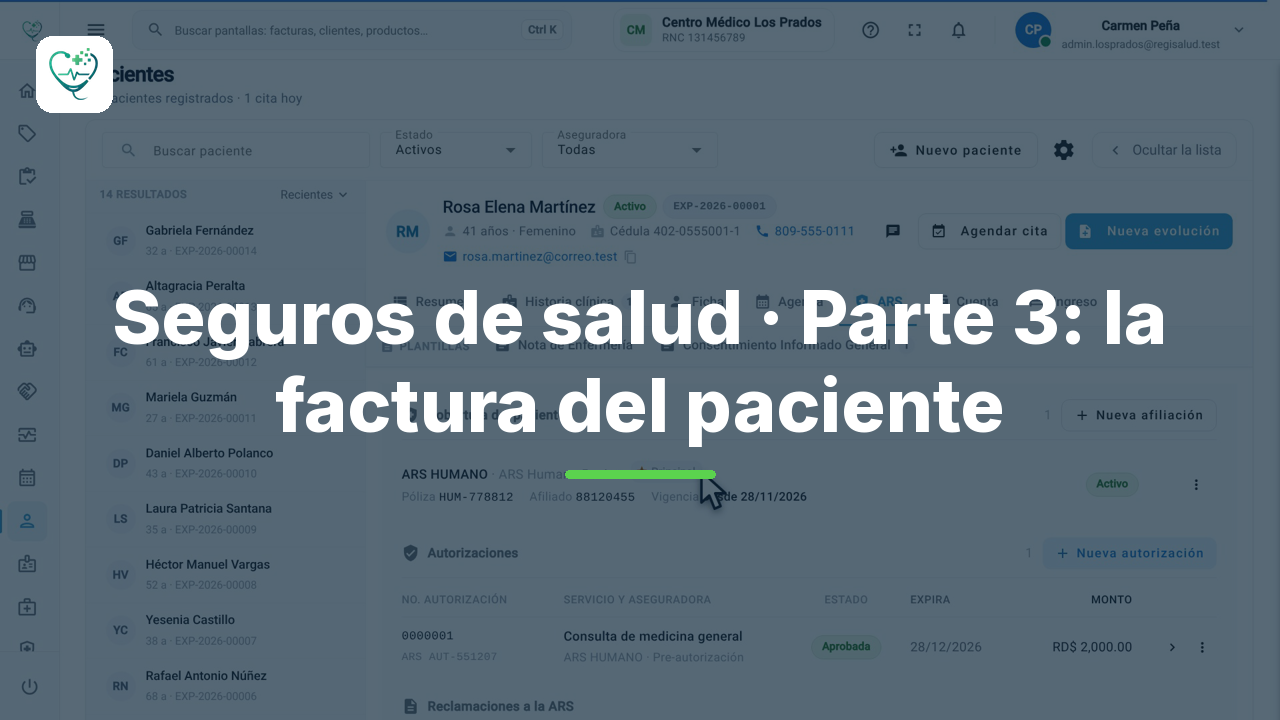 Buscar pantallas: facturas, clientes, productos...
Ctrl K
CM
Centro Médico Los Prados
RNC 131456789
CP
Carmen Peña
admin.losprados@regisalud.test
cientes
acientes registrados · 1 cita hoy
Buscar paciente
Estado
Activos
Aseguradora
Todas
Nuevo paciente
Ocultar la lista
14 RESULTADOS
Recientes
GF
Gabriela Fernández
32 a · EXP-2026-00014
Altagracia Peralta
FC
61 a · EXP-2026-00012
MG
Mariela Guzmán
27 a · EXP-2026-00011
DP
Daniel Alberto Polanco
43 a · EXP-2026-00010
LS
Laura Patricia Santana
35 a · EXP-2026-00009
HV
Héctor Manuel Vargas
52 a · EXP-2026-00008
YC
Yesenia Castillo
38 a · EXP-2026-00007
RN
Rafael Antonio Núñez
68 a · EXP-2026-00006
RM
Rosa Elena Martínez
Activo
EXP-2026-00001
41 años · Femenino
Cédula 402-0555001-1
809-555-0111
rosa.martinez@correo.test
Agendar cita
Nueva evolución
Seguros de salud · Parte 3: la
factura del paciente
PLANTILLAS
Nota de Enfermería
Consentimiento Informado General
1
Nueva afiliación
ARS HUMANO
Póliza HUM-778812
Afiliado 88120455
Vigencia
28/11/2026
Activo
Autorizaciones
1
Nueva autorización
NO. AUTORIZACIÓN
SERVICIO Y ASEGURADORA
ESTADO
EXPIRA
MONTO
0000001
ARS AUT-551207
Consulta de medicina general
ARS HUMANO · Pre-autorización
Aprobada
28/12/2026
RD$ 2,000.00
Reclamaciones a la ARS